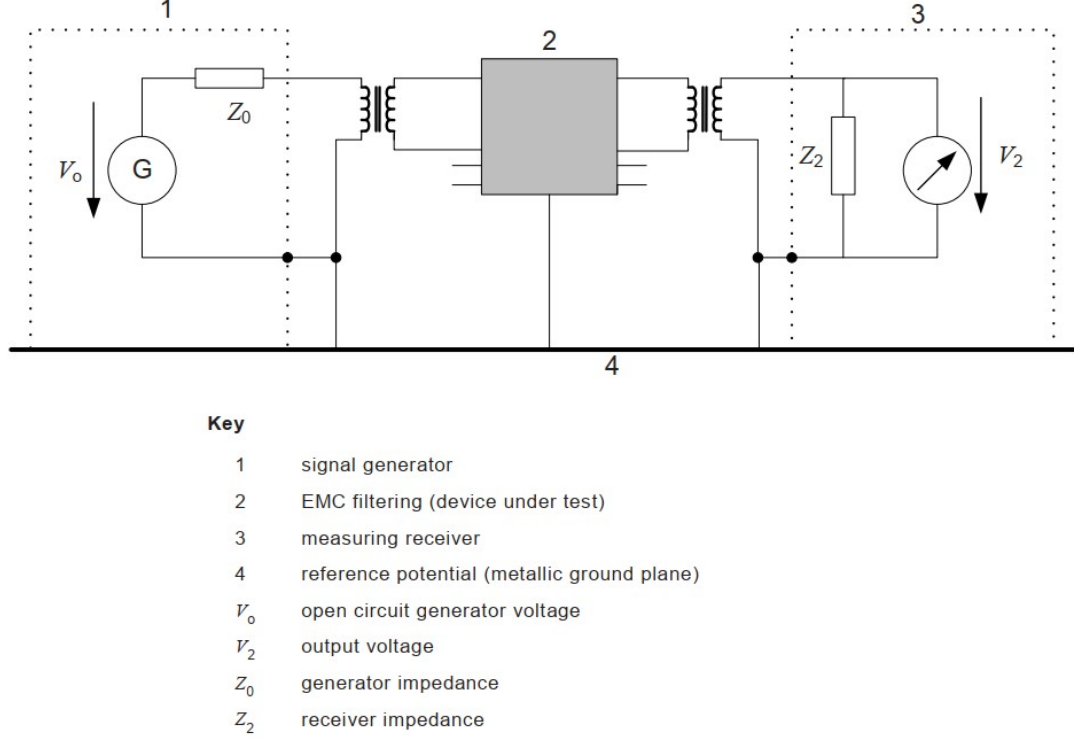 1
3
2
Z0
Vo
G
Z2
V2
4
Key
1 signal generator
2 EMC filtering (device under test)
3 measuring receiver
4 reference potential (metallic ground plane)
Vo open circuit generator voltage
V2 output voltage
Z0 generator impedance
Z2 receiver impedance